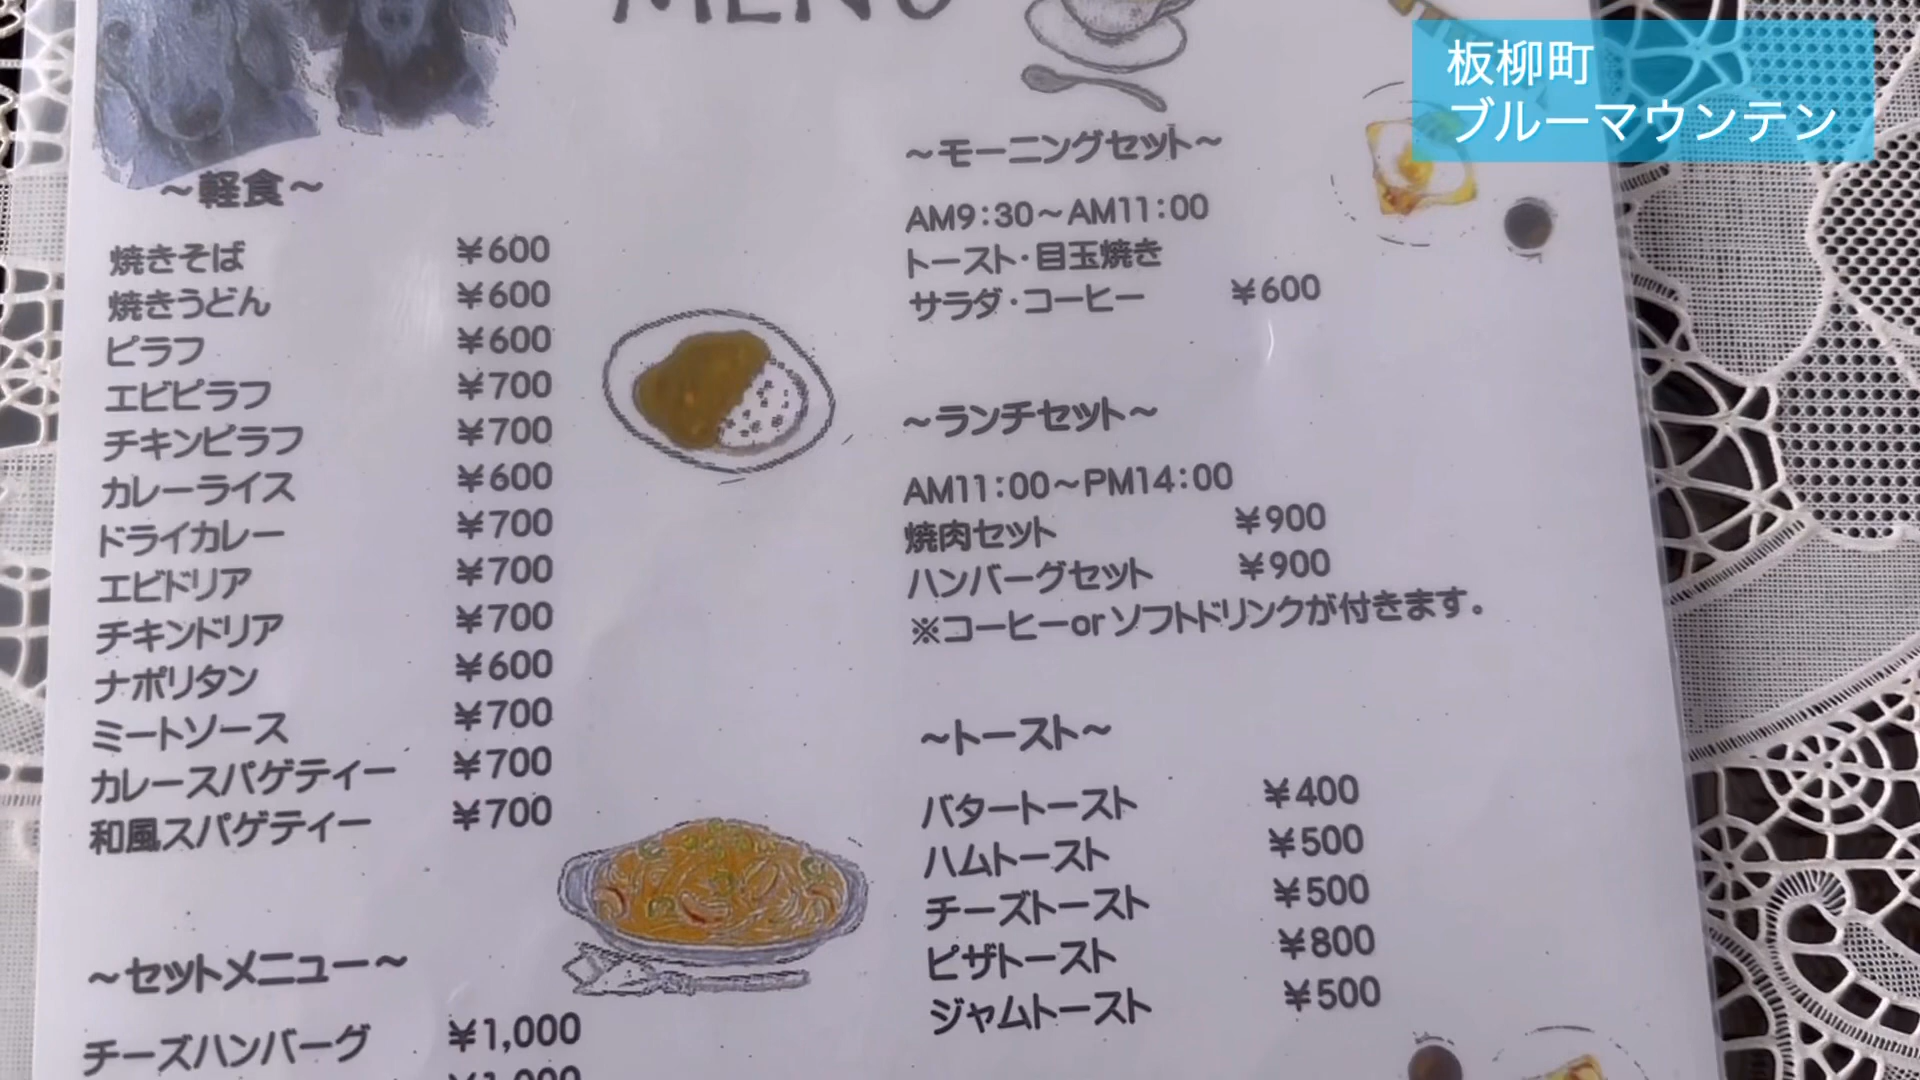 MENU
板柳町
ブルーマウンテン
～軽食～
焼きそば ¥600
焼きうどん ¥600
ピラフ ¥600
エビピラフ ¥700
チキンピラフ ¥700
カレーライス ¥600
ドライカレー ¥700
エビドリア ¥700
チキンドリア ¥700
ナポリタン ¥600
ミートソース ¥700
カレースパゲティー ¥700
和風スパゲティー ¥700
～セットメニュー～
チーズハンバーグ ¥1,000
¥1,000
～モーニングセット～
AM9:30～AM11:00
トースト・目玉焼き
サラダ・コーヒー ¥600
～ランチセット～
AM11:00～PM14:00
焼肉セット ¥900
ハンバーグセット ¥900
※コーヒーorソフトドリンクが付きます。
～トースト～
バタートースト ¥400
ハムトースト ¥500
チーズトースト ¥500
ピザトースト ¥800
ジャムトースト ¥500